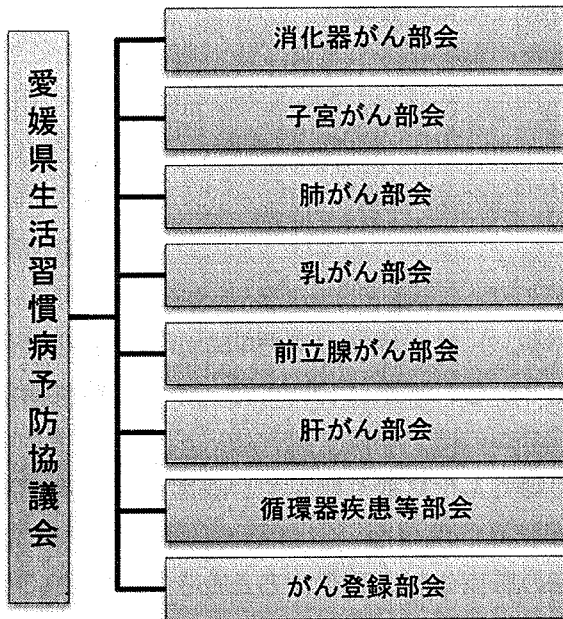 愛媛県生活習慣病予防協議会
消化器がん部会
子宮がん部会
肺がん部会
乳がん部会
前立腺がん部会
肝がん部会
循環器疾患等部会
がん登録部会